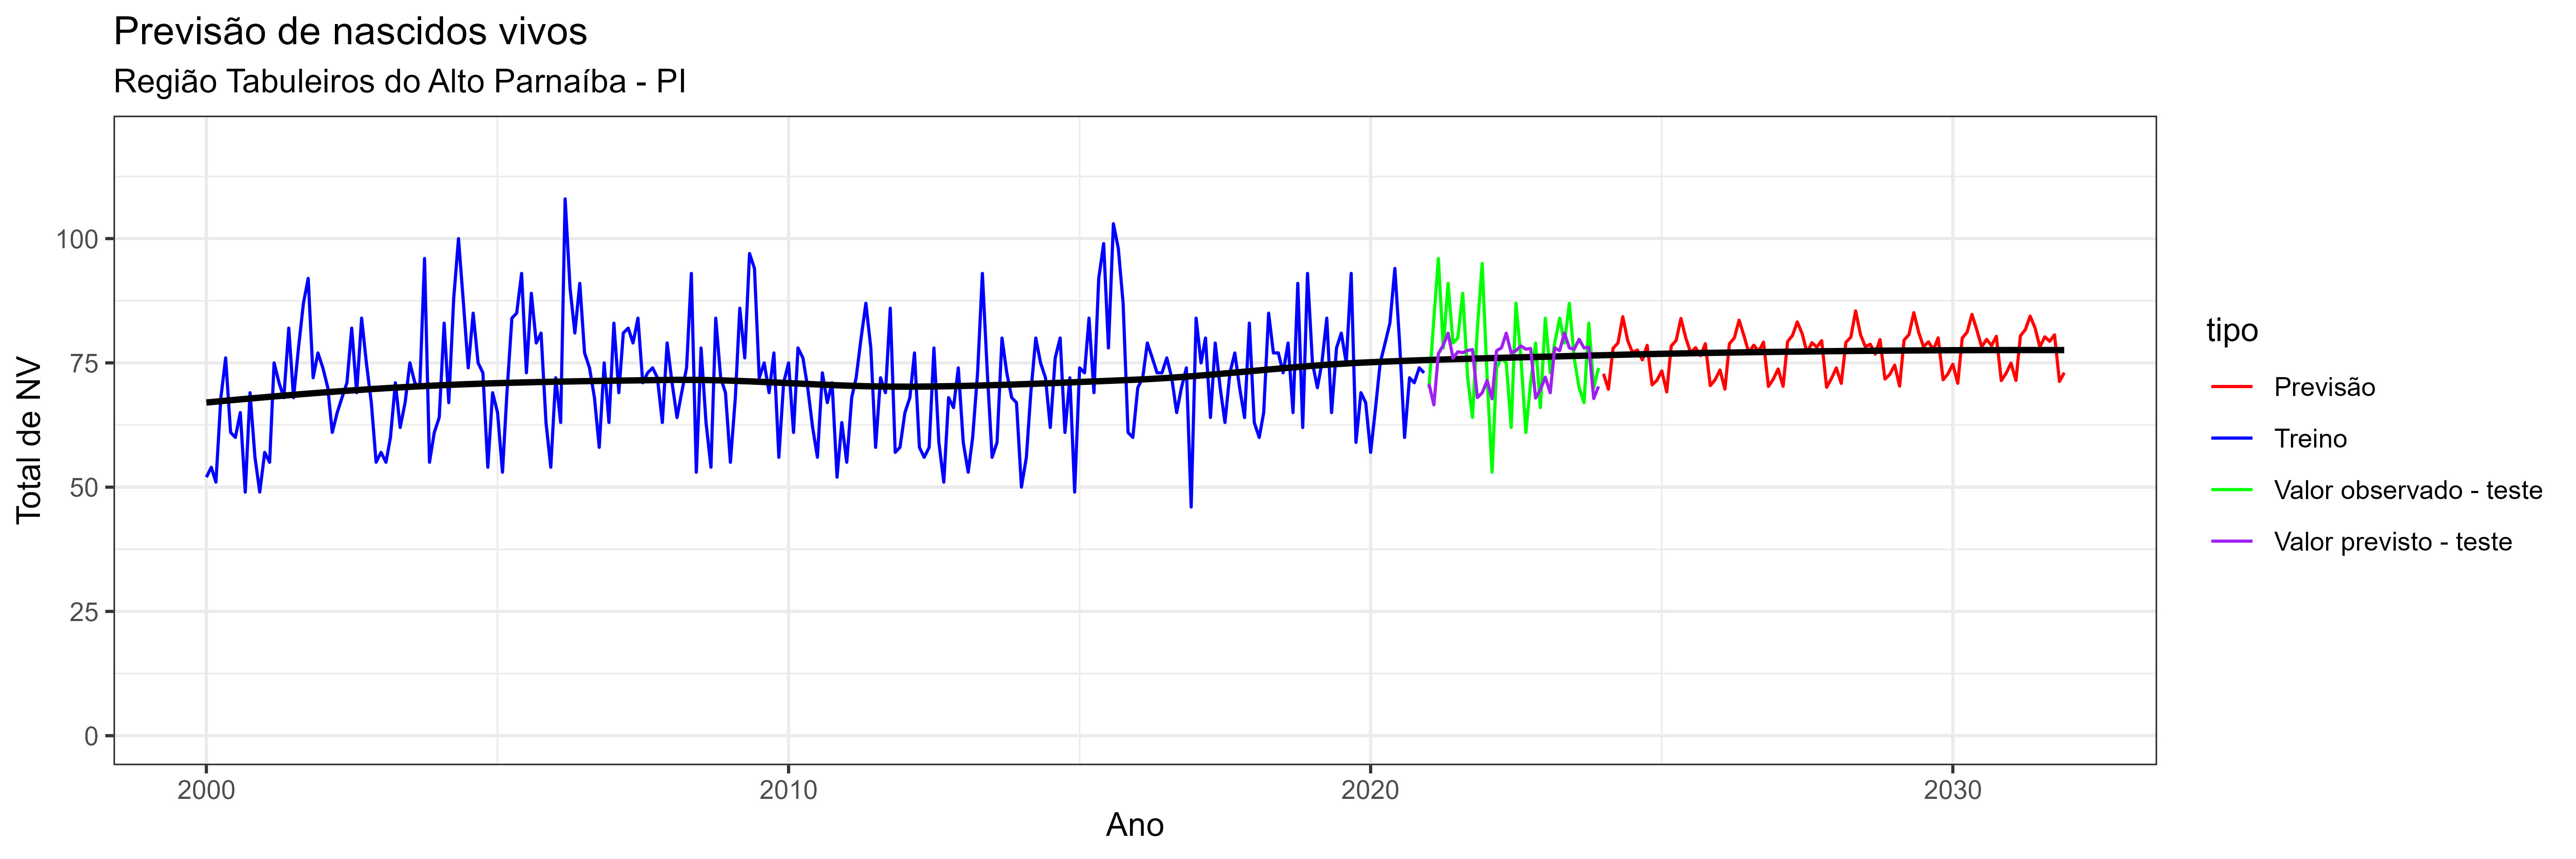 Previsão de nascidos vivos
Região Tabuleiros do Alto Parnaíba - PI
Total de NV
100
75
50
25
0
2000
2010
2020
2030
Ano
tipo
Previsão
Treino
Valor observado - teste
Valor previsto - teste